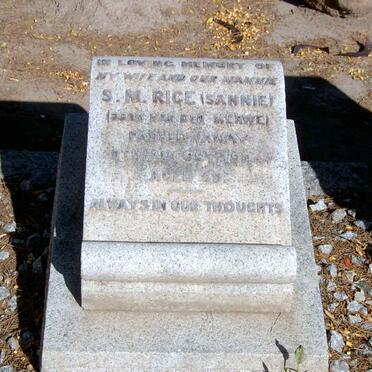 IN LOVING MEMORY OF
MY WIFE AND OUR MAMMIE
S. M. RICE (SANNIE)
(BORN VAN DER MERWE)
PASSED AWAY
AGED
ALWAYS IN OUR THOUGHTS